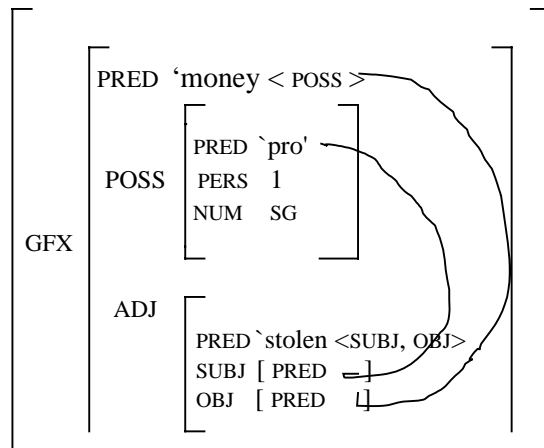 PRED ‘money < POSS >
PRED `pro'
POSS PERS 1
NUM SG
GFX
ADJ
PRED `stolen <SUBJ, OBJ>
SUBJ [ PRED ]
OBJ [ PRED ]